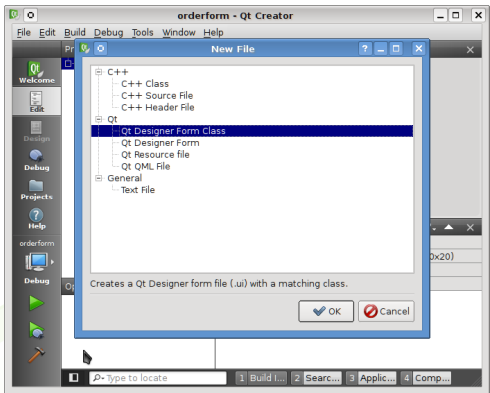 orderform - Qt Creator
File Edit Build Debug Tools Window Help
New File
C++
C++ Class
C++ Source File
C++ Header File
Qt
Qt Designer Form Class
Qt Designer Form
Qt Resource file
Qt QML File
General
Text File
Creates a Qt Designer form file (.ui) with a matching class.
OK Cancel
Welcome
Edit
Design
Debug
Projects
Help
orderform
Debug
Pr
0x20)
Op
Type to locate
1 Build I... 2 Searc... 3 Applic... 4 Comp...